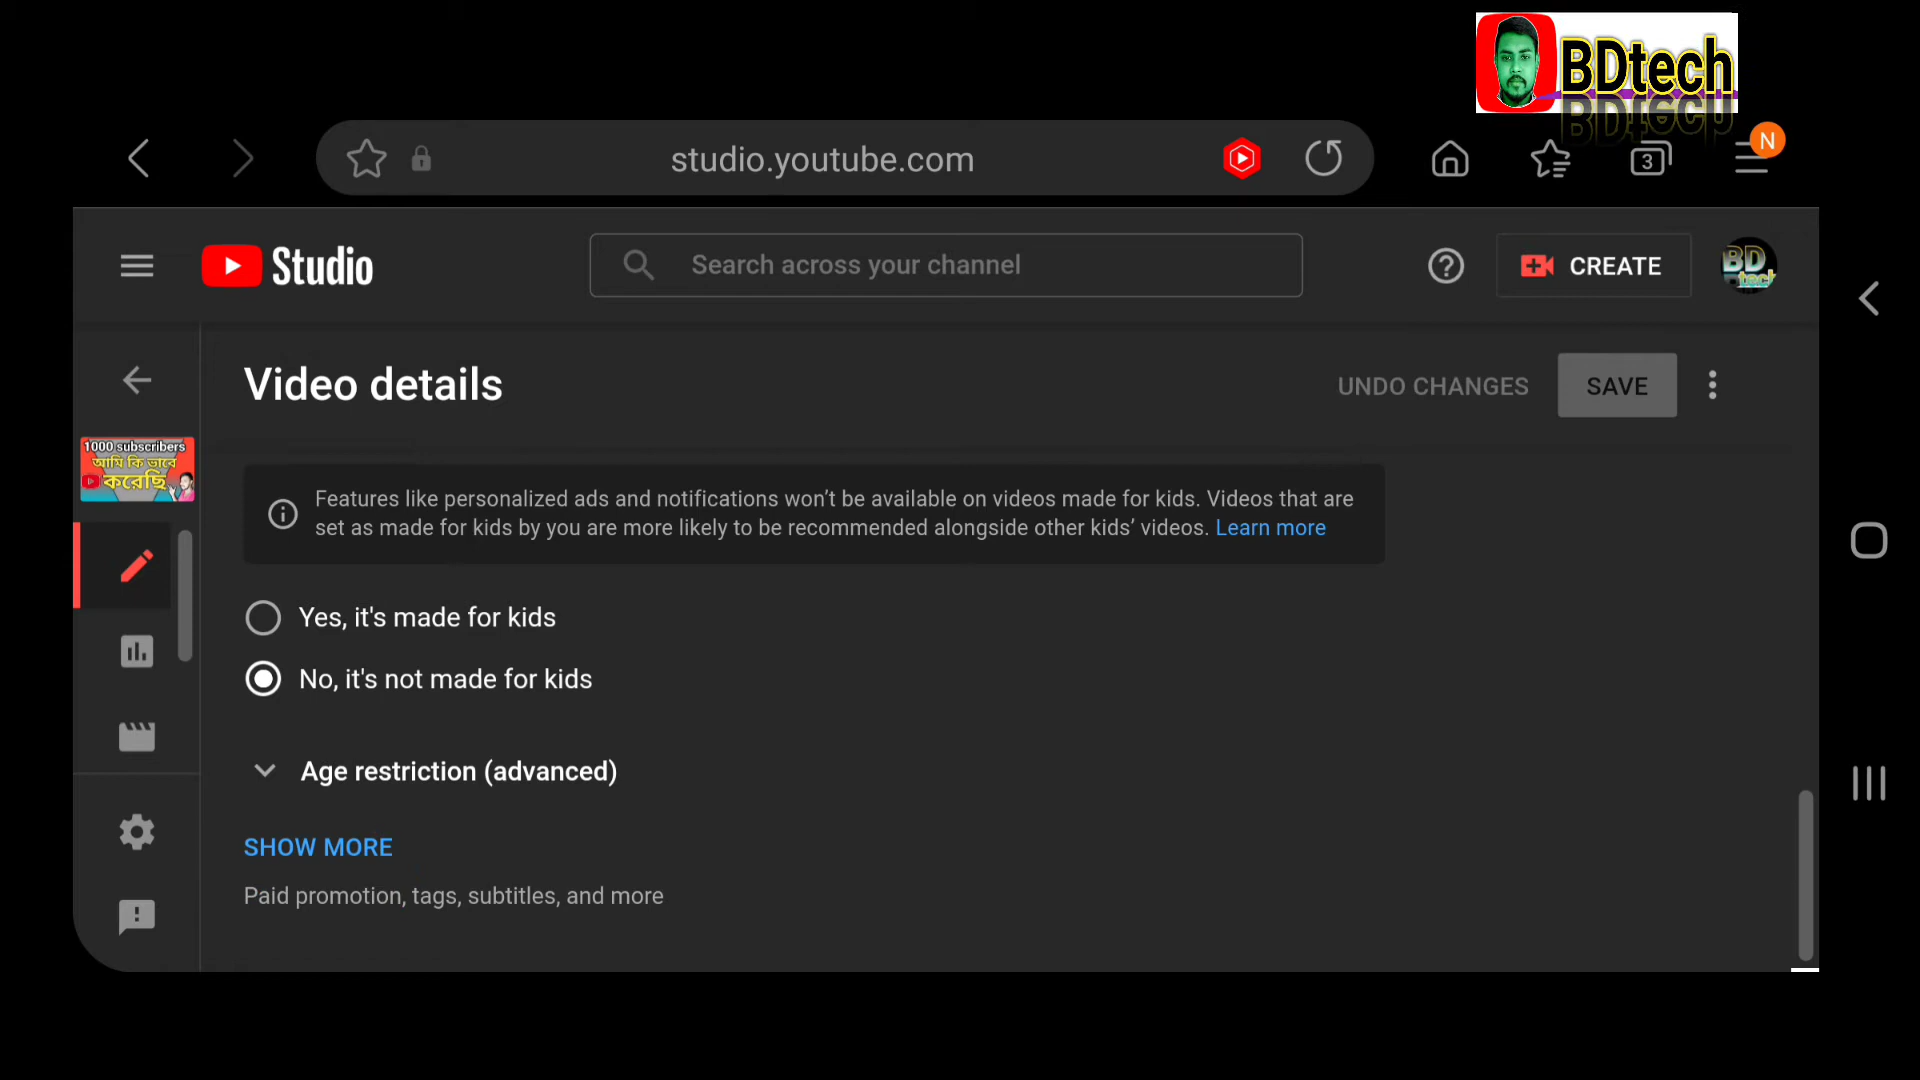 BDtech
studio.youtube.com
3
N
Studio
Search across your channel
CREATE
BD
tech
Video details
UNDO CHANGES
SAVE
1000 subscribers
আমি কি ভাবে
করেছি
Features like personalized ads and notifications won’t be available on videos made for kids. Videos that are
set as made for kids by you are more likely to be recommended alongside other kids’ videos. Learn more
Yes, it's made for kids
No, it's not made for kids
Age restriction (advanced)
SHOW MORE
Paid promotion, tags, subtitles, and more